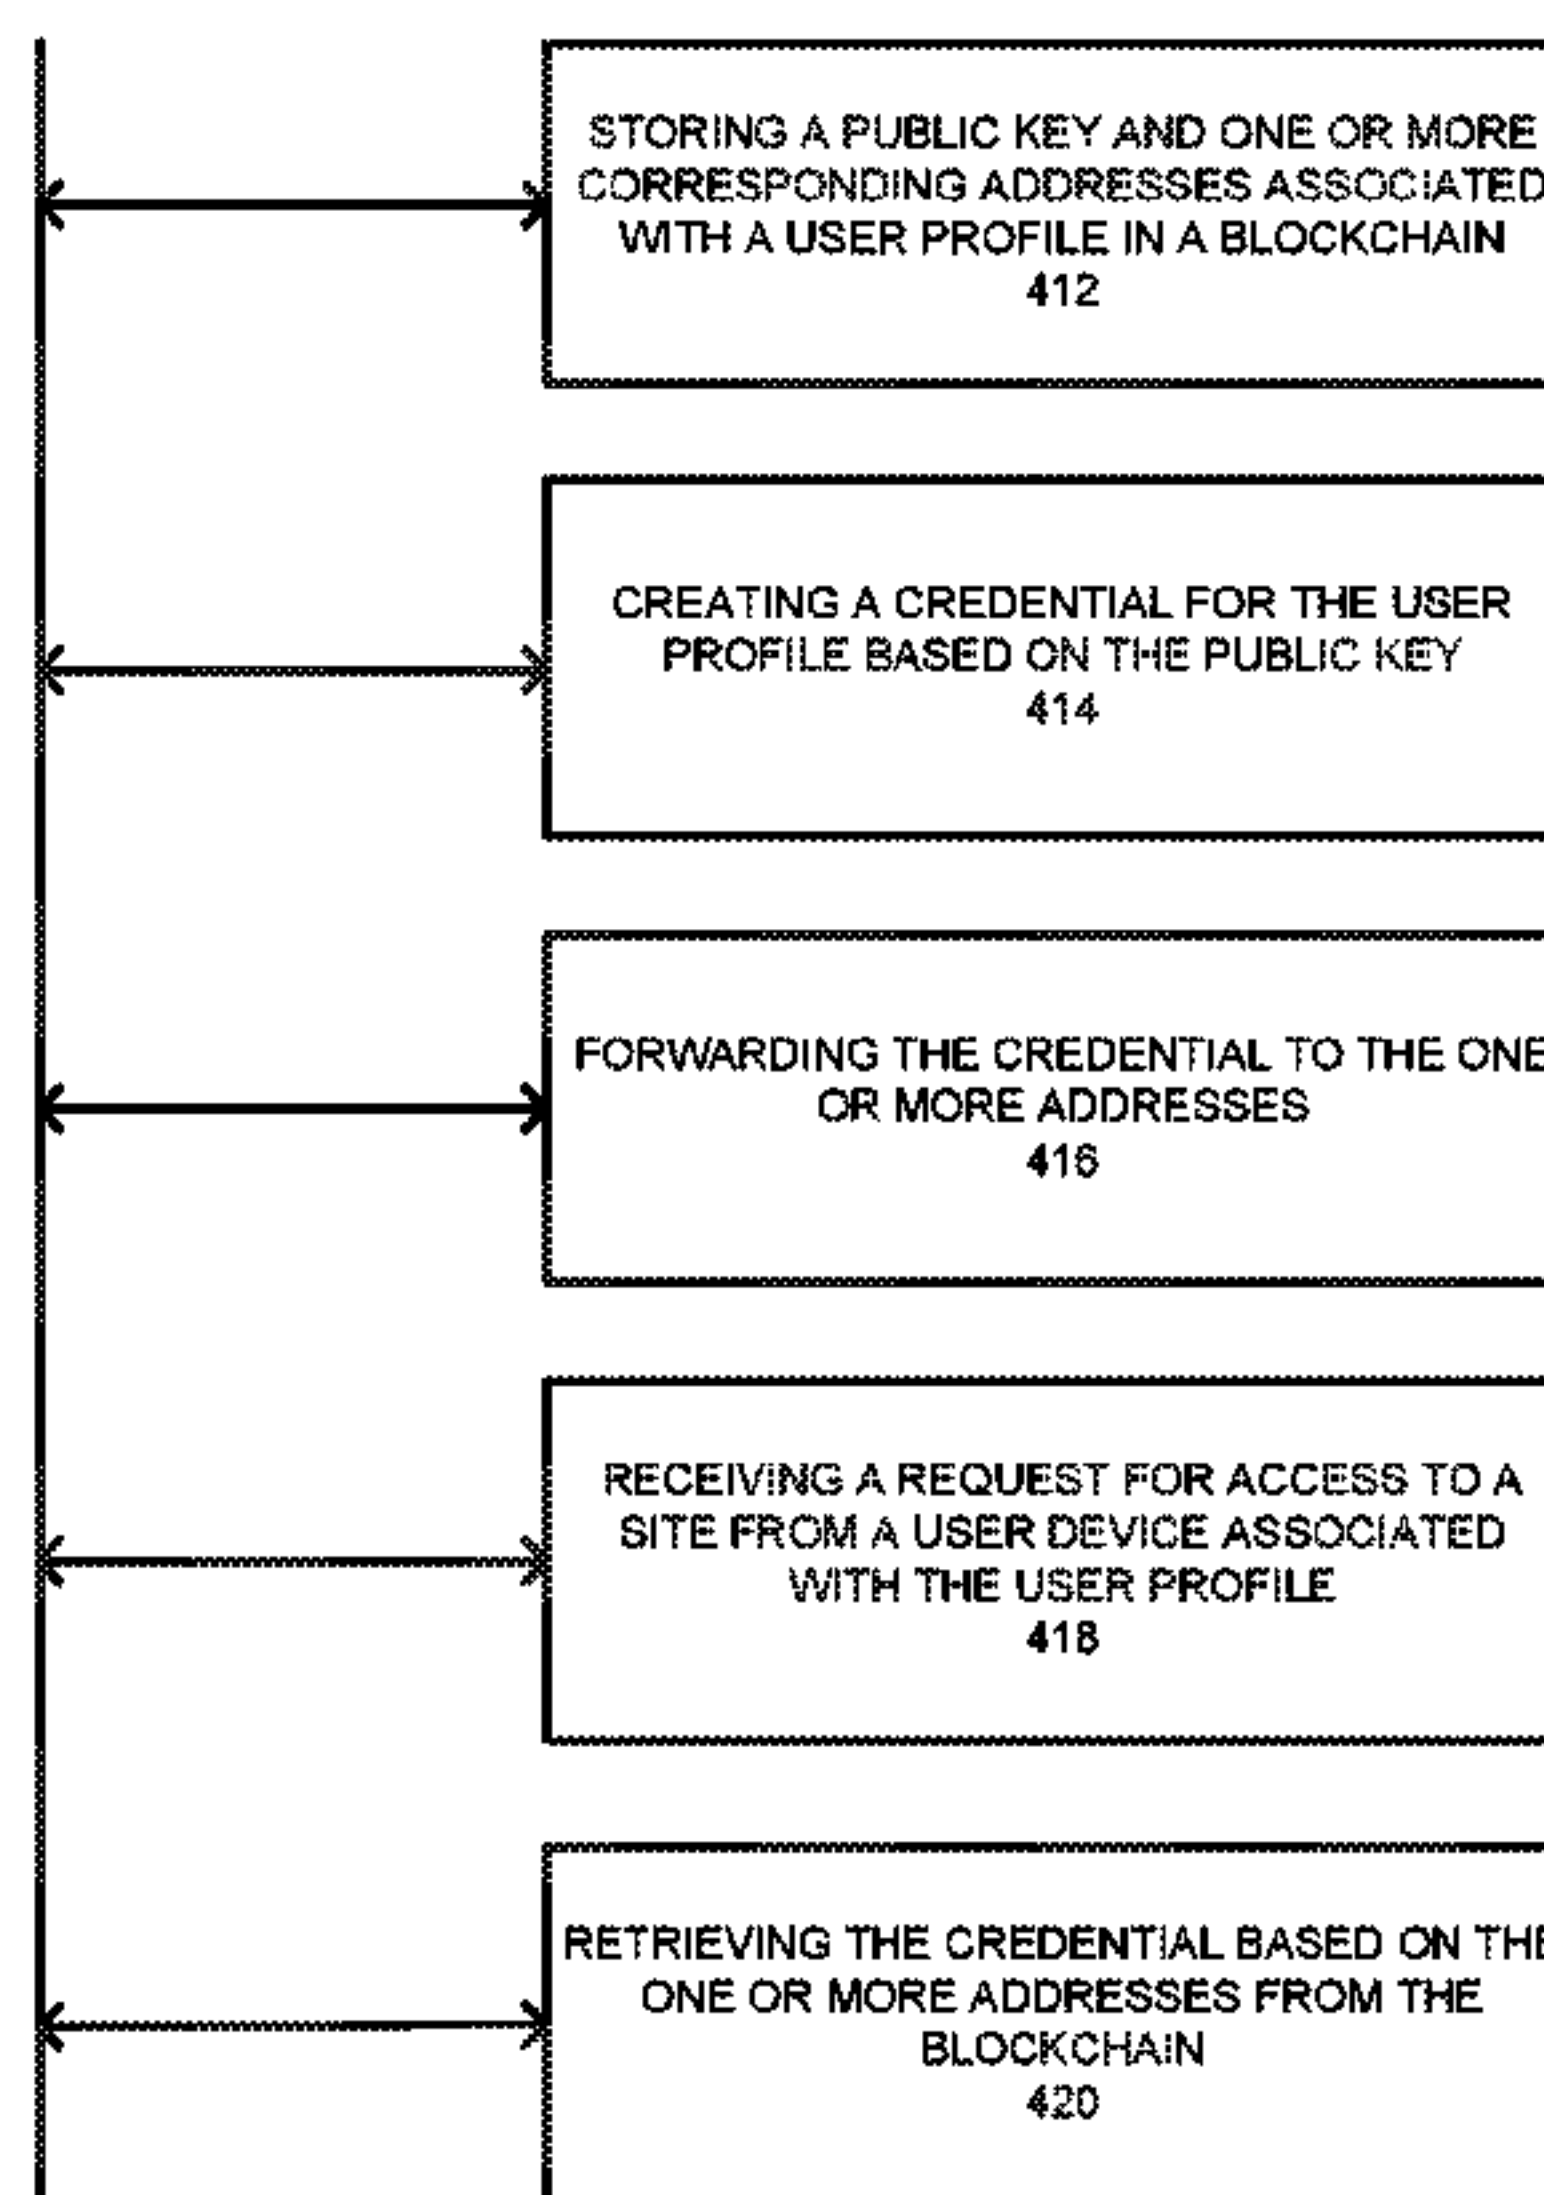 STORING A PUBLIC KEY AND ONE OR MORE
CORRESPONDING ADDRESSES ASSOCIATED
WITH A USER PROFILE IN A BLOCKCHAIN
412
CREATING A CREDENTIAL FOR THE USER
PROFILE BASED ON THE PUBLIC KEY
414
FORWARDING THE CREDENTIAL TO THE ONE
OR MORE ADDRESSES
416
RECEIVING A REQUEST FOR ACCESS TO A
SITE FROM A USER DEVICE ASSOCIATED
WITH THE USER PROFILE
418
RETRIEVING THE CREDENTIAL BASED ON THE
ONE OR MORE ADDRESSES FROM THE
BLOCKCHAIN
420